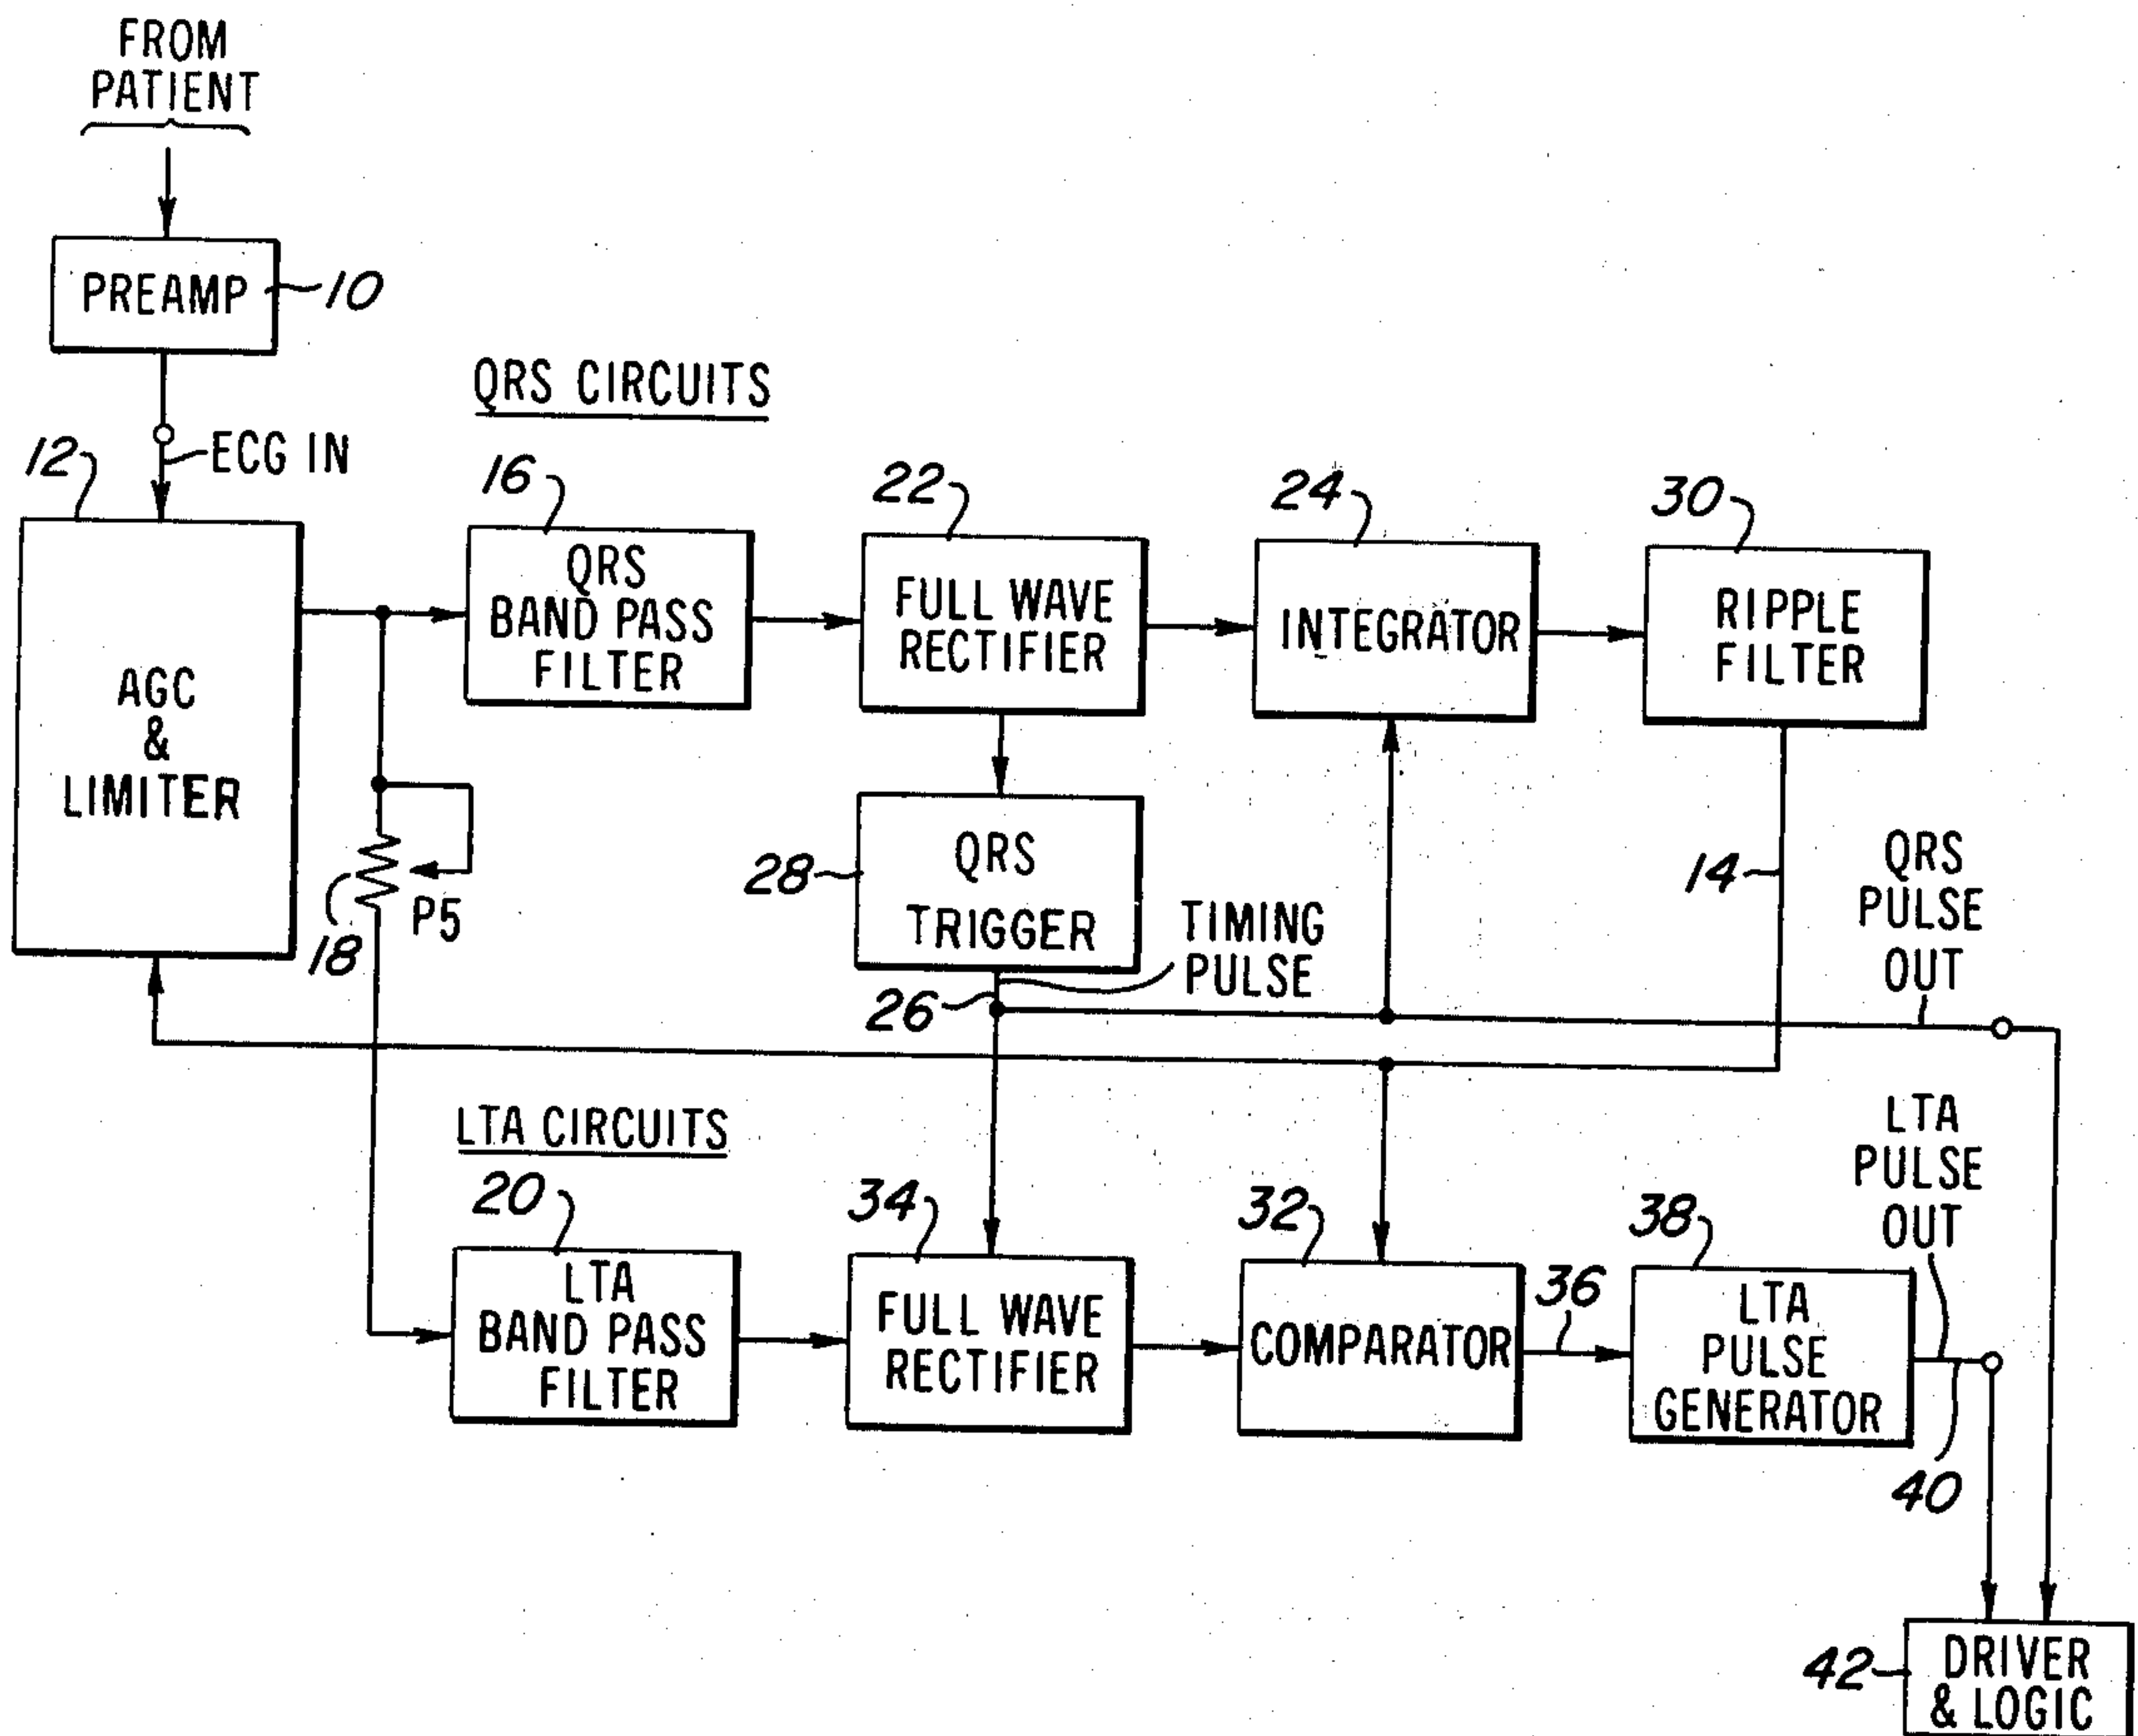 FROM
PATIENT
PREAMP
10
QRS CIRCUITS
ECG IN
12
16
22
24
30
AGC
&
LIMITER
QRS
BAND PASS
FILTER
FULL WAVE
RECTIFIER
INTEGRATOR
RIPPLE
FILTER
18
P5
28
QRS
TRIGGER
TIMING
PULSE
26
14
QRS
PULSE
OUT
LTA CIRCUITS
20
34
32
36
38
LTA
PULSE
OUT
LTA
BAND PASS
FILTER
FULL WAVE
RECTIFIER
COMPARATOR
LTA
PULSE
GENERATOR
40
42
DRIVER
& LOGIC